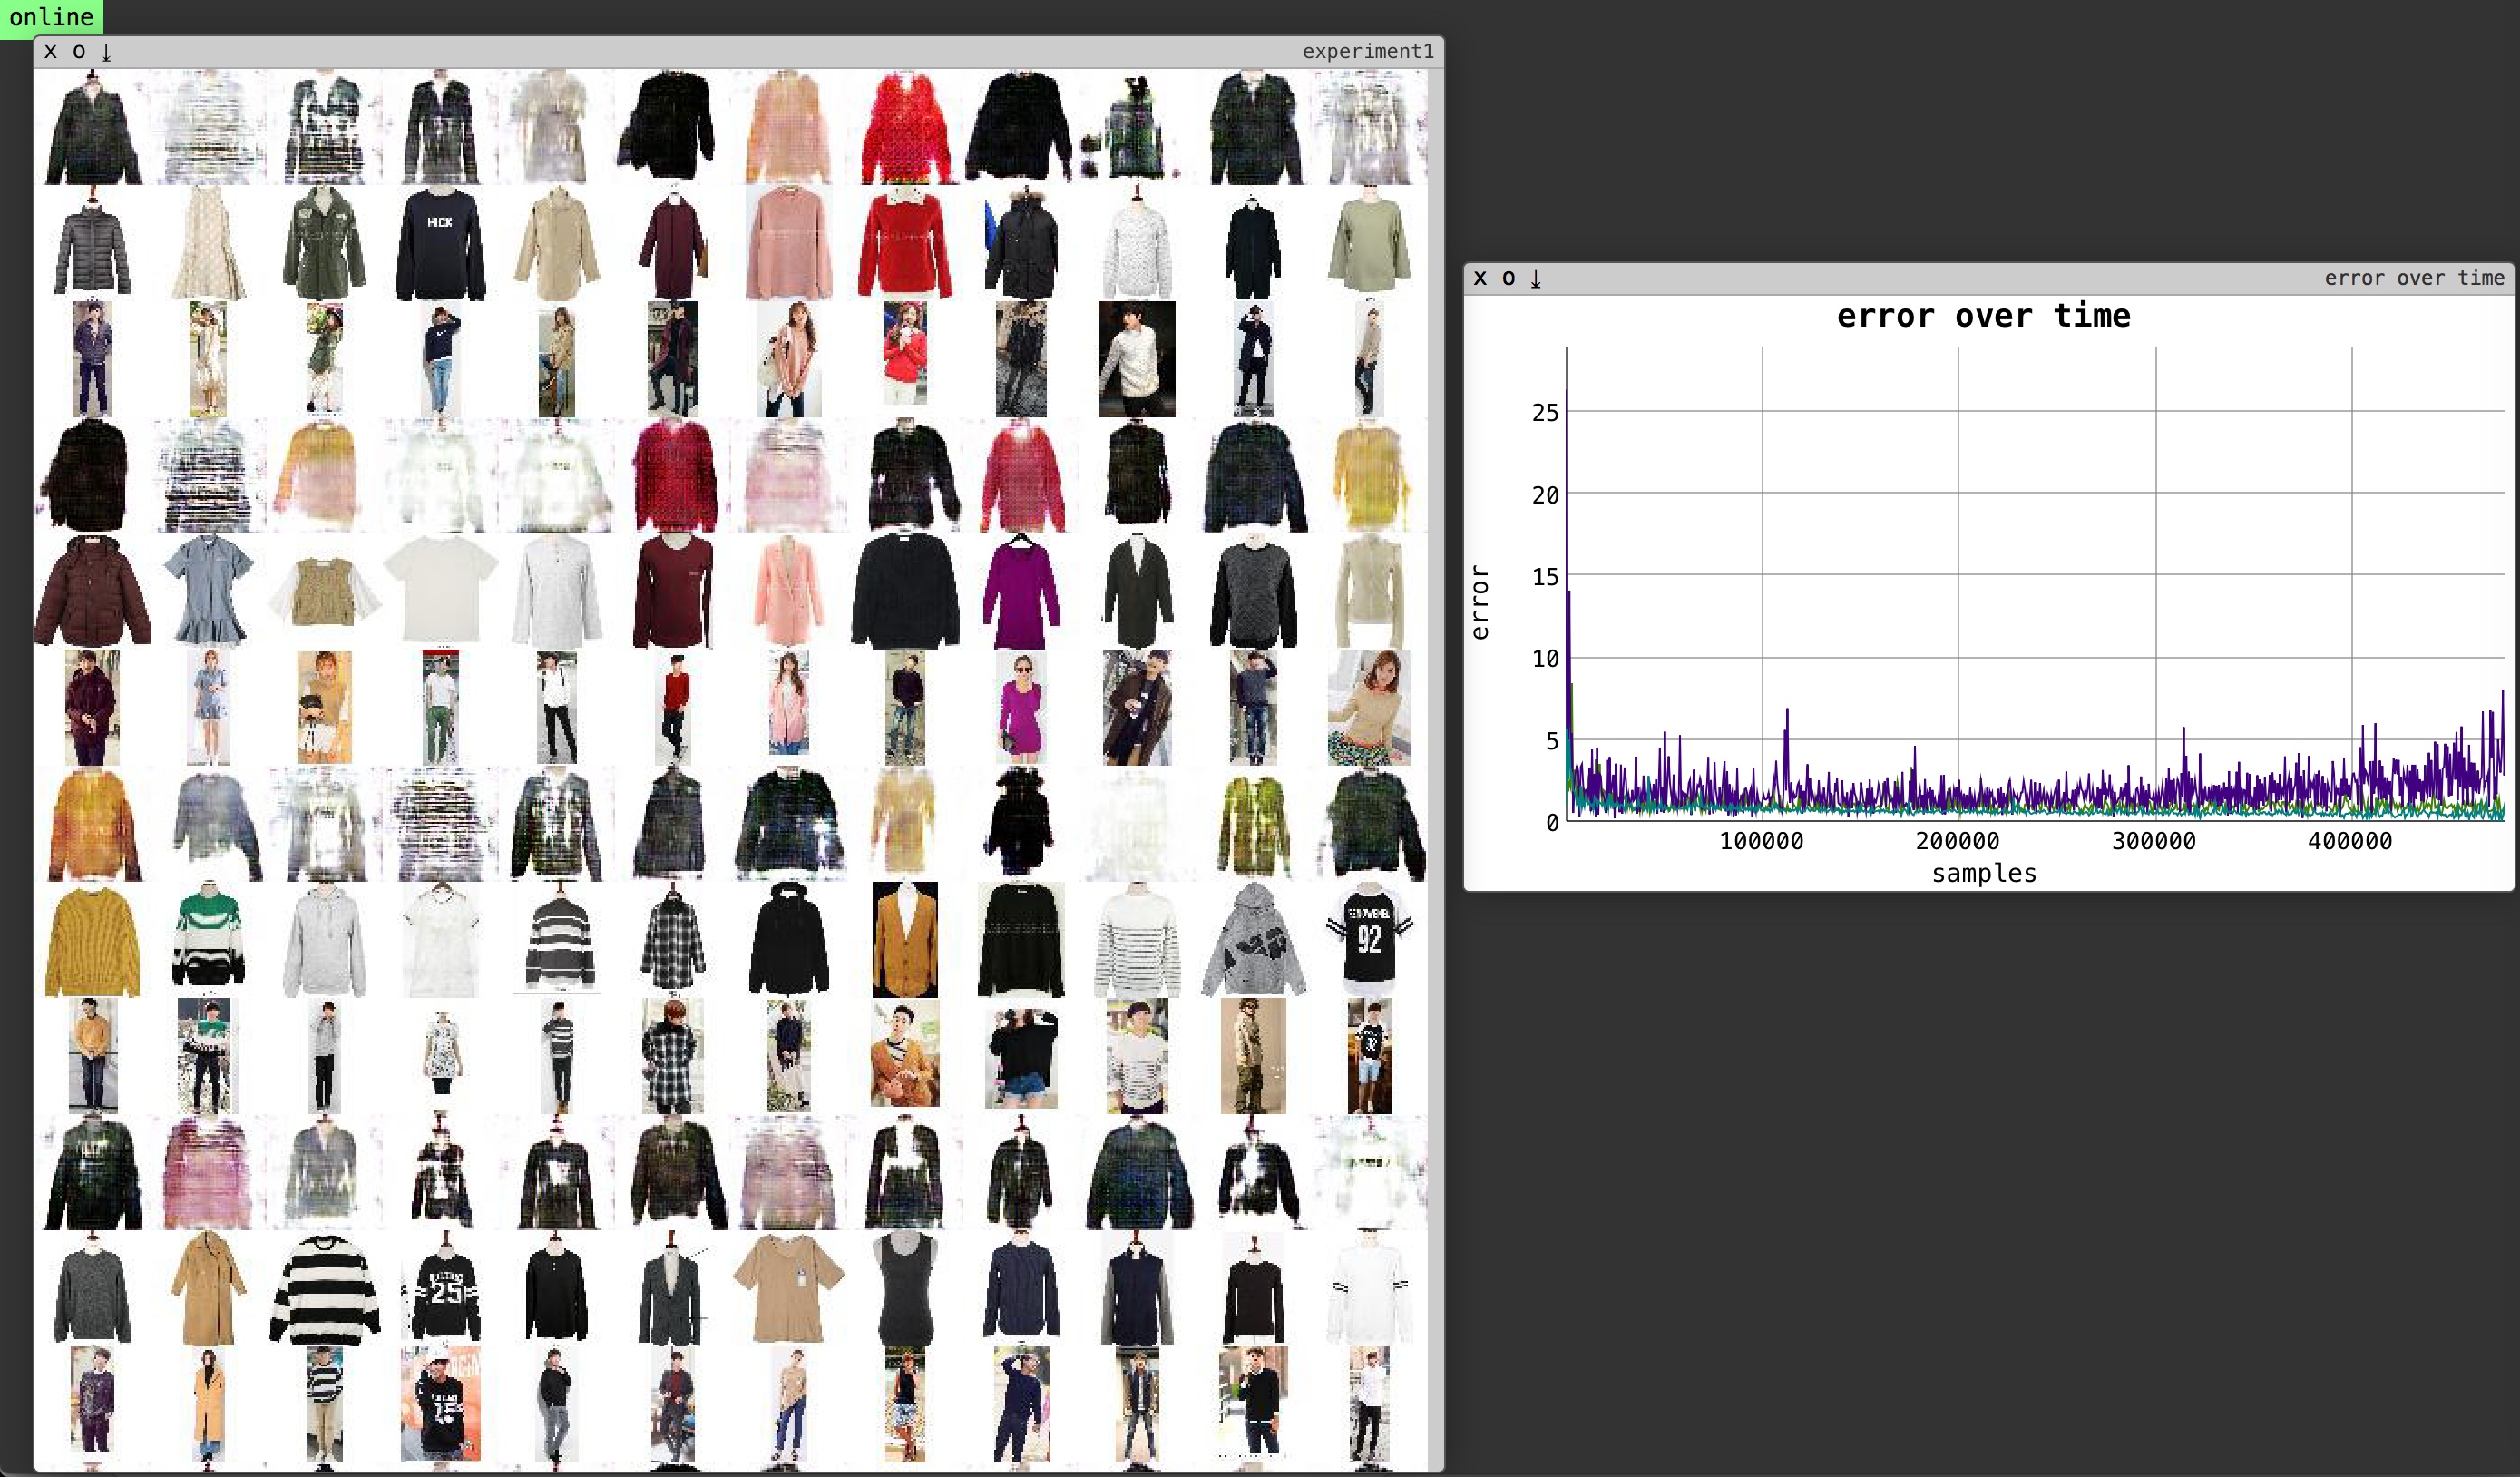 online
x o ↓ experiment1
HICK
92
25
15
x o ↓ error over time
error over time
25
20
15
10
5
0
error
100000 200000 300000 400000
samples